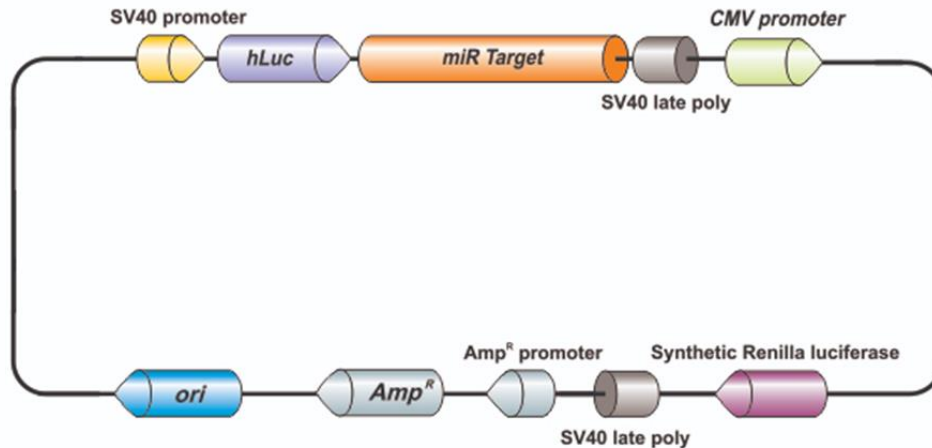 SV40 promoter
hLuc
miR Target
SV40 late poly
CMV promoter
ori
Amp^R
Amp^R promoter
SV40 late poly
Synthetic Renilla luciferase